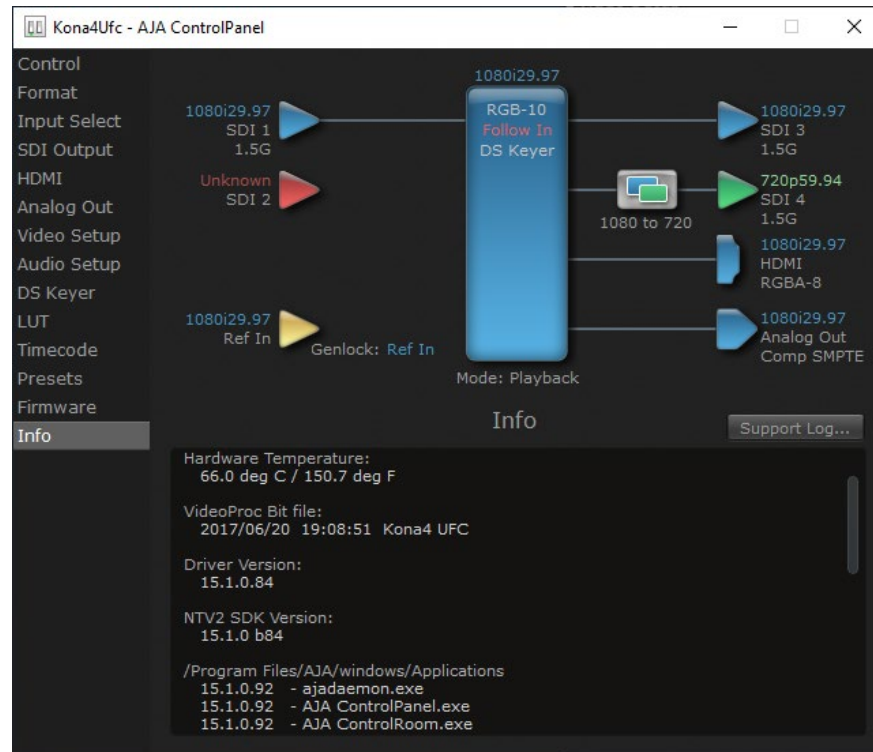 Kona4Ufc - AJA ControlPanel
Control
Format
Input Select
SDI Output
HDMI
Analog Out
Video Setup
Audio Setup
DS Keyer
LUT
Timecode
Presets
Firmware
Info
1080i29.97
1080i29.97
SDI 1
1.5G
Unknown
SDI 2
1080i29.97
Ref In
Genlock: Ref In
RGB-10
Follow In
DS Keyer
Mode: Playback
1080 to 720
1080i29.97
SDI 3
1.5G
720p59.94
SDI 4
1.5G
1080i29.97
HDMI
RGBA-8
1080i29.97
Analog Out
Comp SMPTE
Info
Support Log...
Hardware Temperature:
66.0 deg C / 150.7 deg F
VideoProc Bit file:
2017/06/20 19:08:51 Kona4 UFC
Driver Version:
15.1.0.84
NTV2 SDK Version:
15.1.0 b84
/Program Files/AJA/windows/Applications
15.1.0.92 - ajadaemon.exe
15.1.0.92 - AJA ControlPanel.exe
15.1.0.92 - AJA ControlRoom.exe